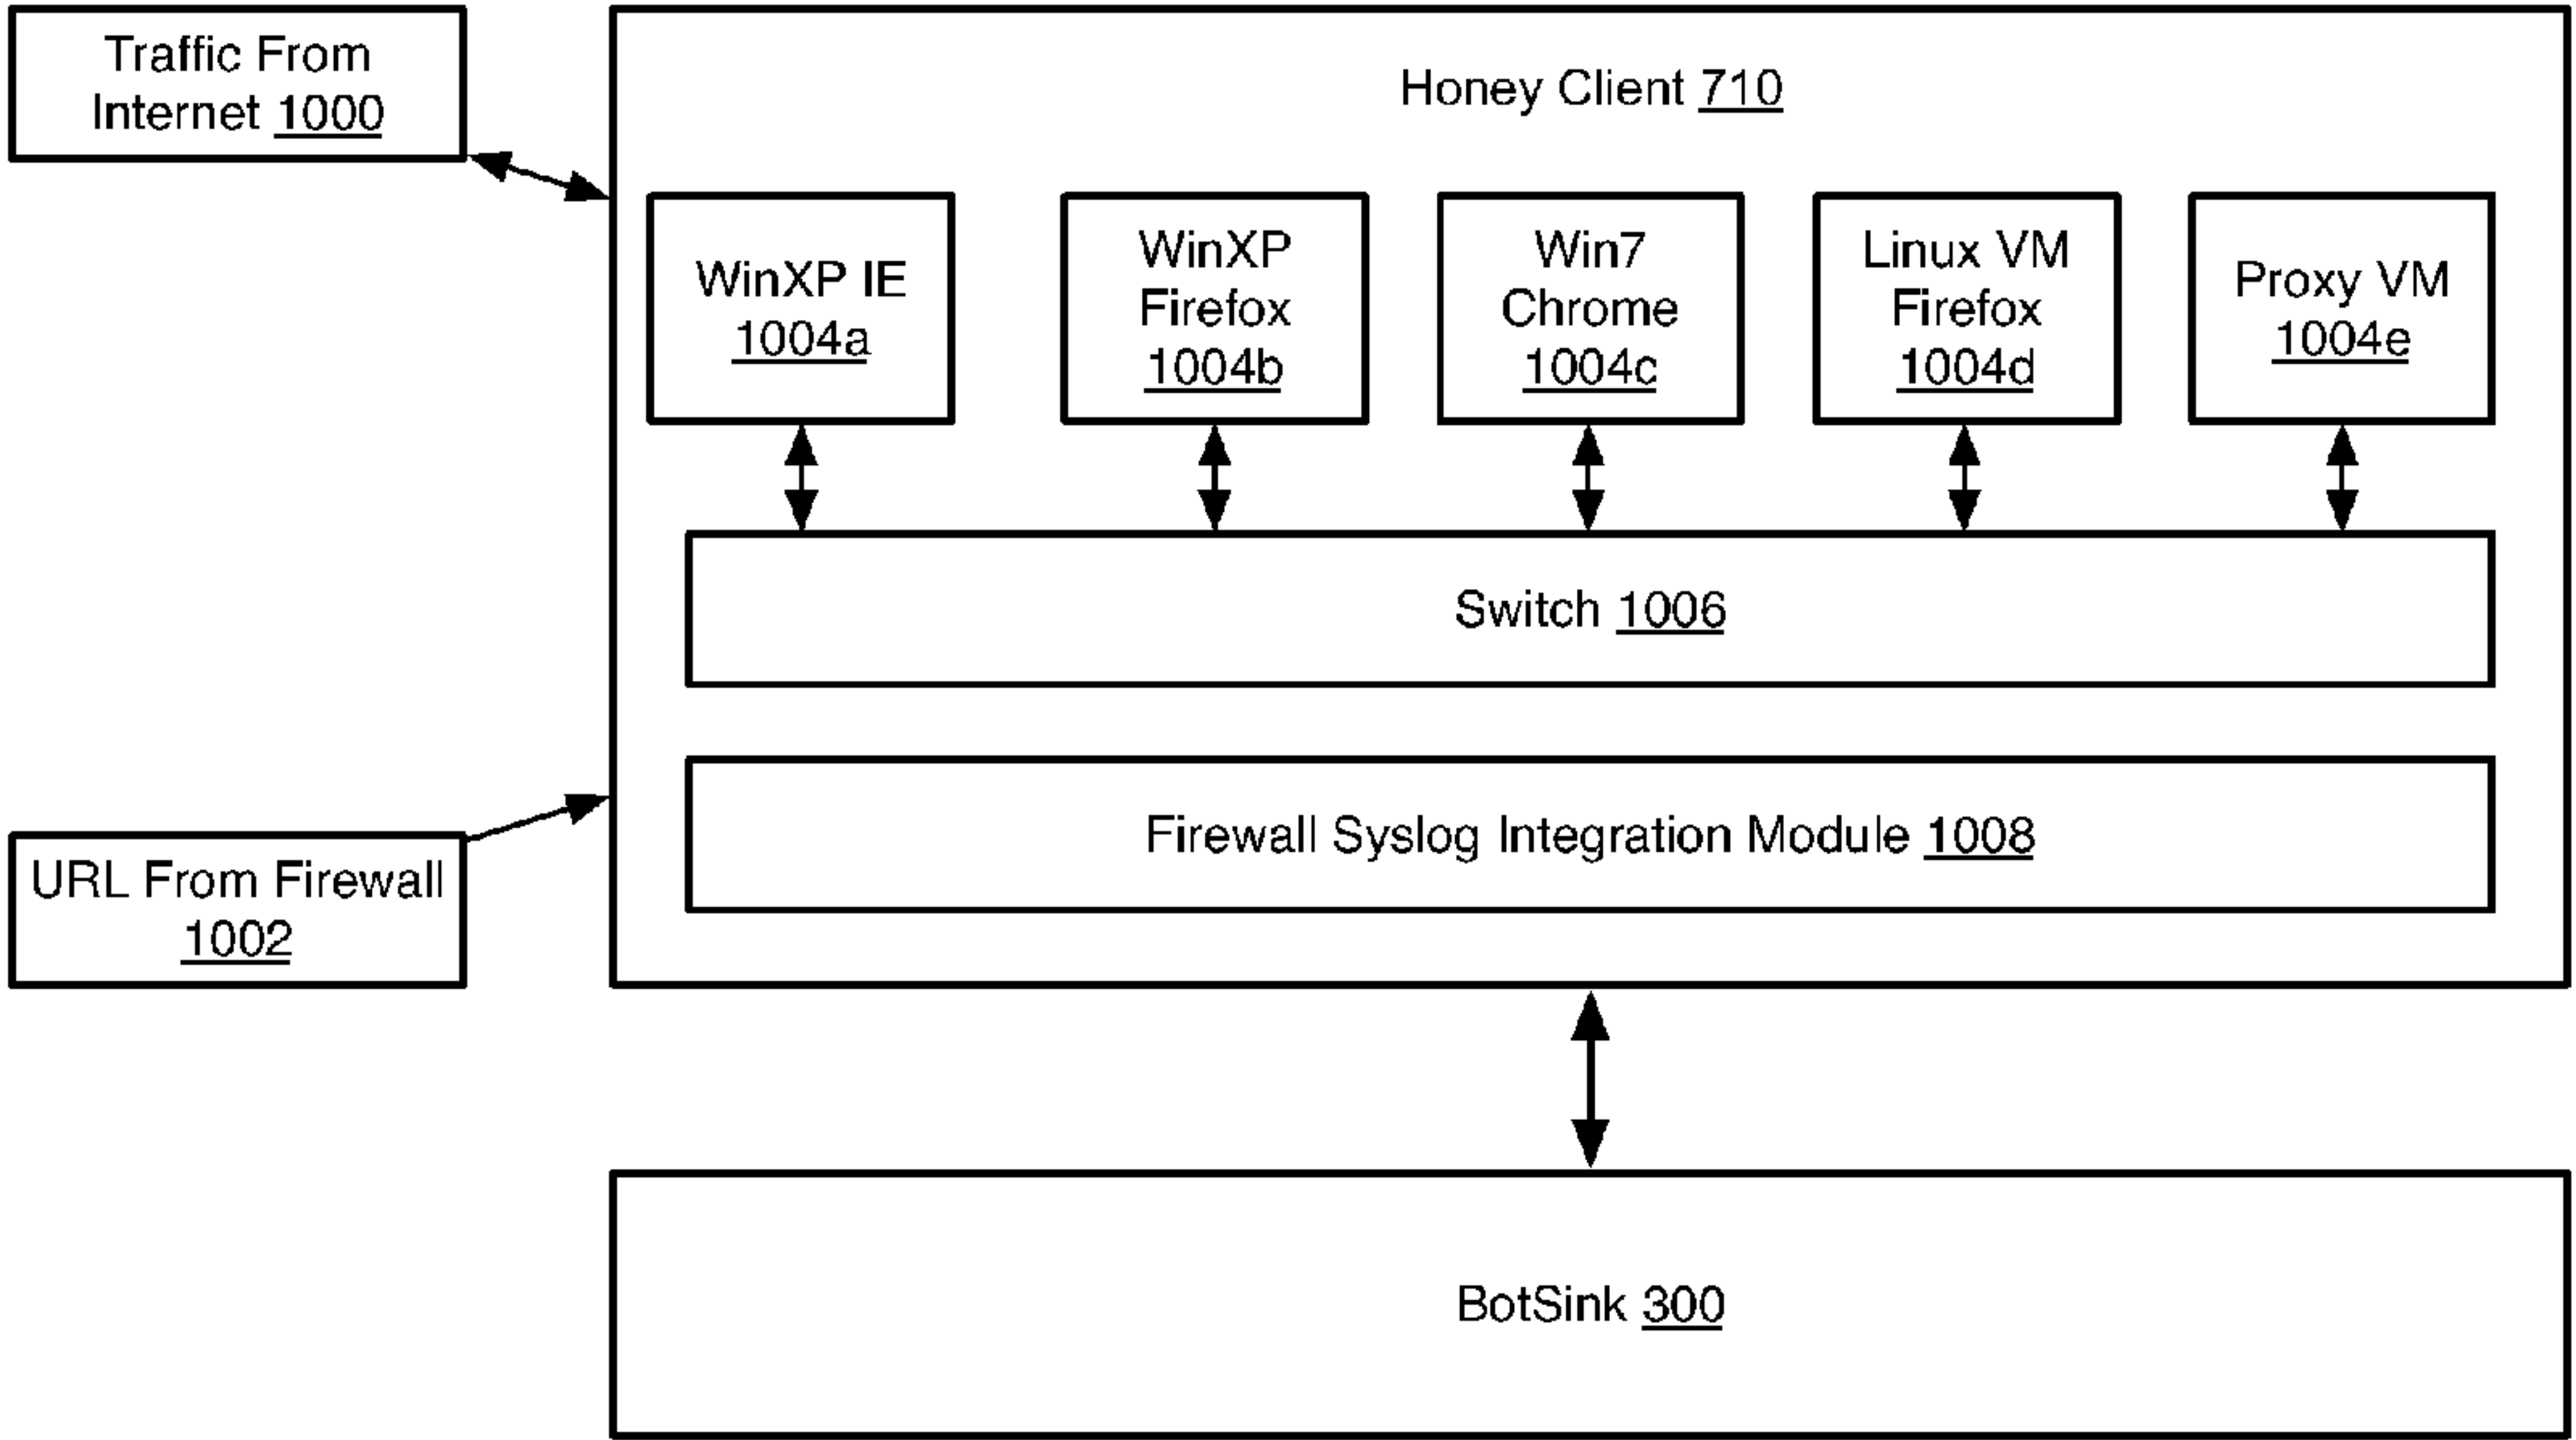 Traffic From
Internet 1000
Honey Client 710
WinXP IE
1004a
WinXP
Firefox
1004b
Win7
Chrome
1004c
Linux VM
Firefox
1004d
Proxy VM
1004e
Switch 1006
Firewall Syslog Integration Module 1008
URL From Firewall
1002
BotSink 300